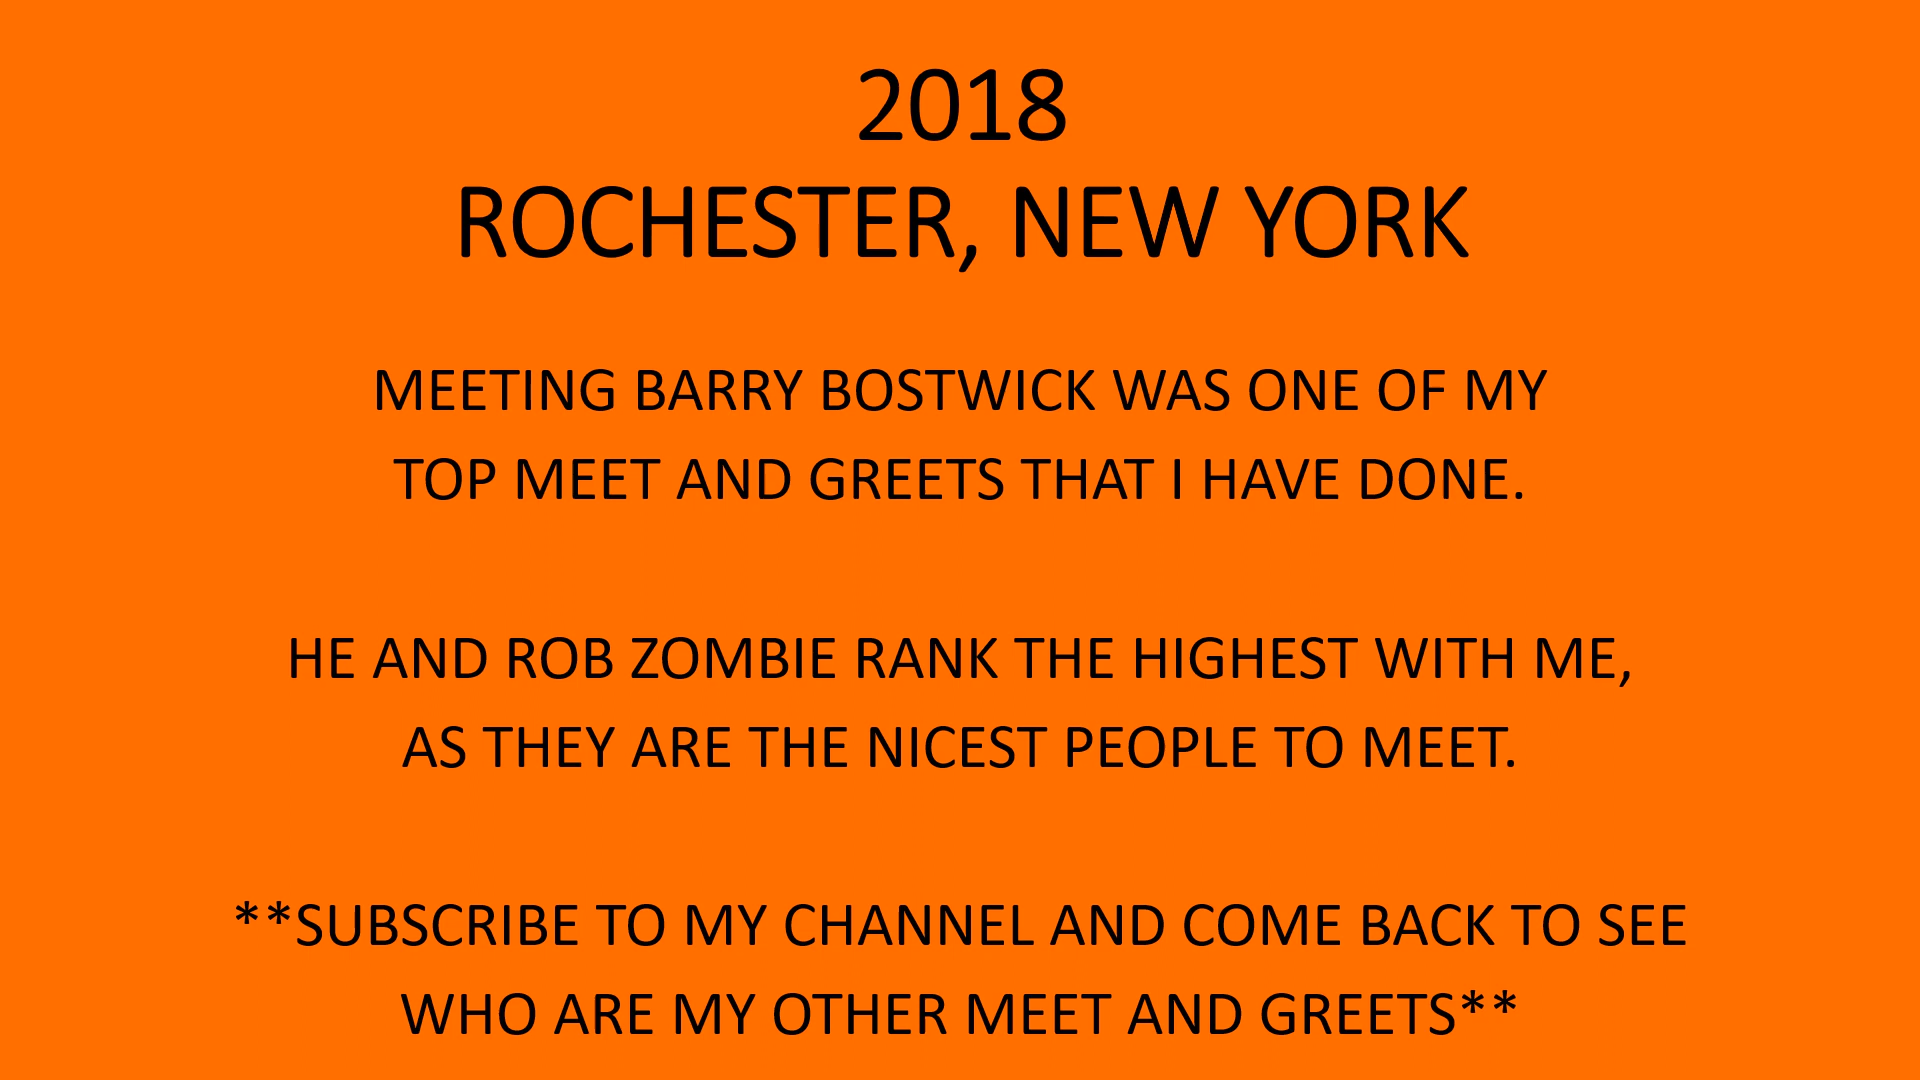 2018
ROCHESTER, NEW YORK
MEETING BARRY BOSTWICK WAS ONE OF MY
TOP MEET AND GREETS THAT I HAVE DONE.
HE AND ROB ZOMBIE RANK THE HIGHEST WITH ME,
AS THEY ARE THE NICEST PEOPLE TO MEET.
**SUBSCRIBE TO MY CHANNEL AND COME BACK TO SEE
WHO ARE MY OTHER MEET AND GREETS**